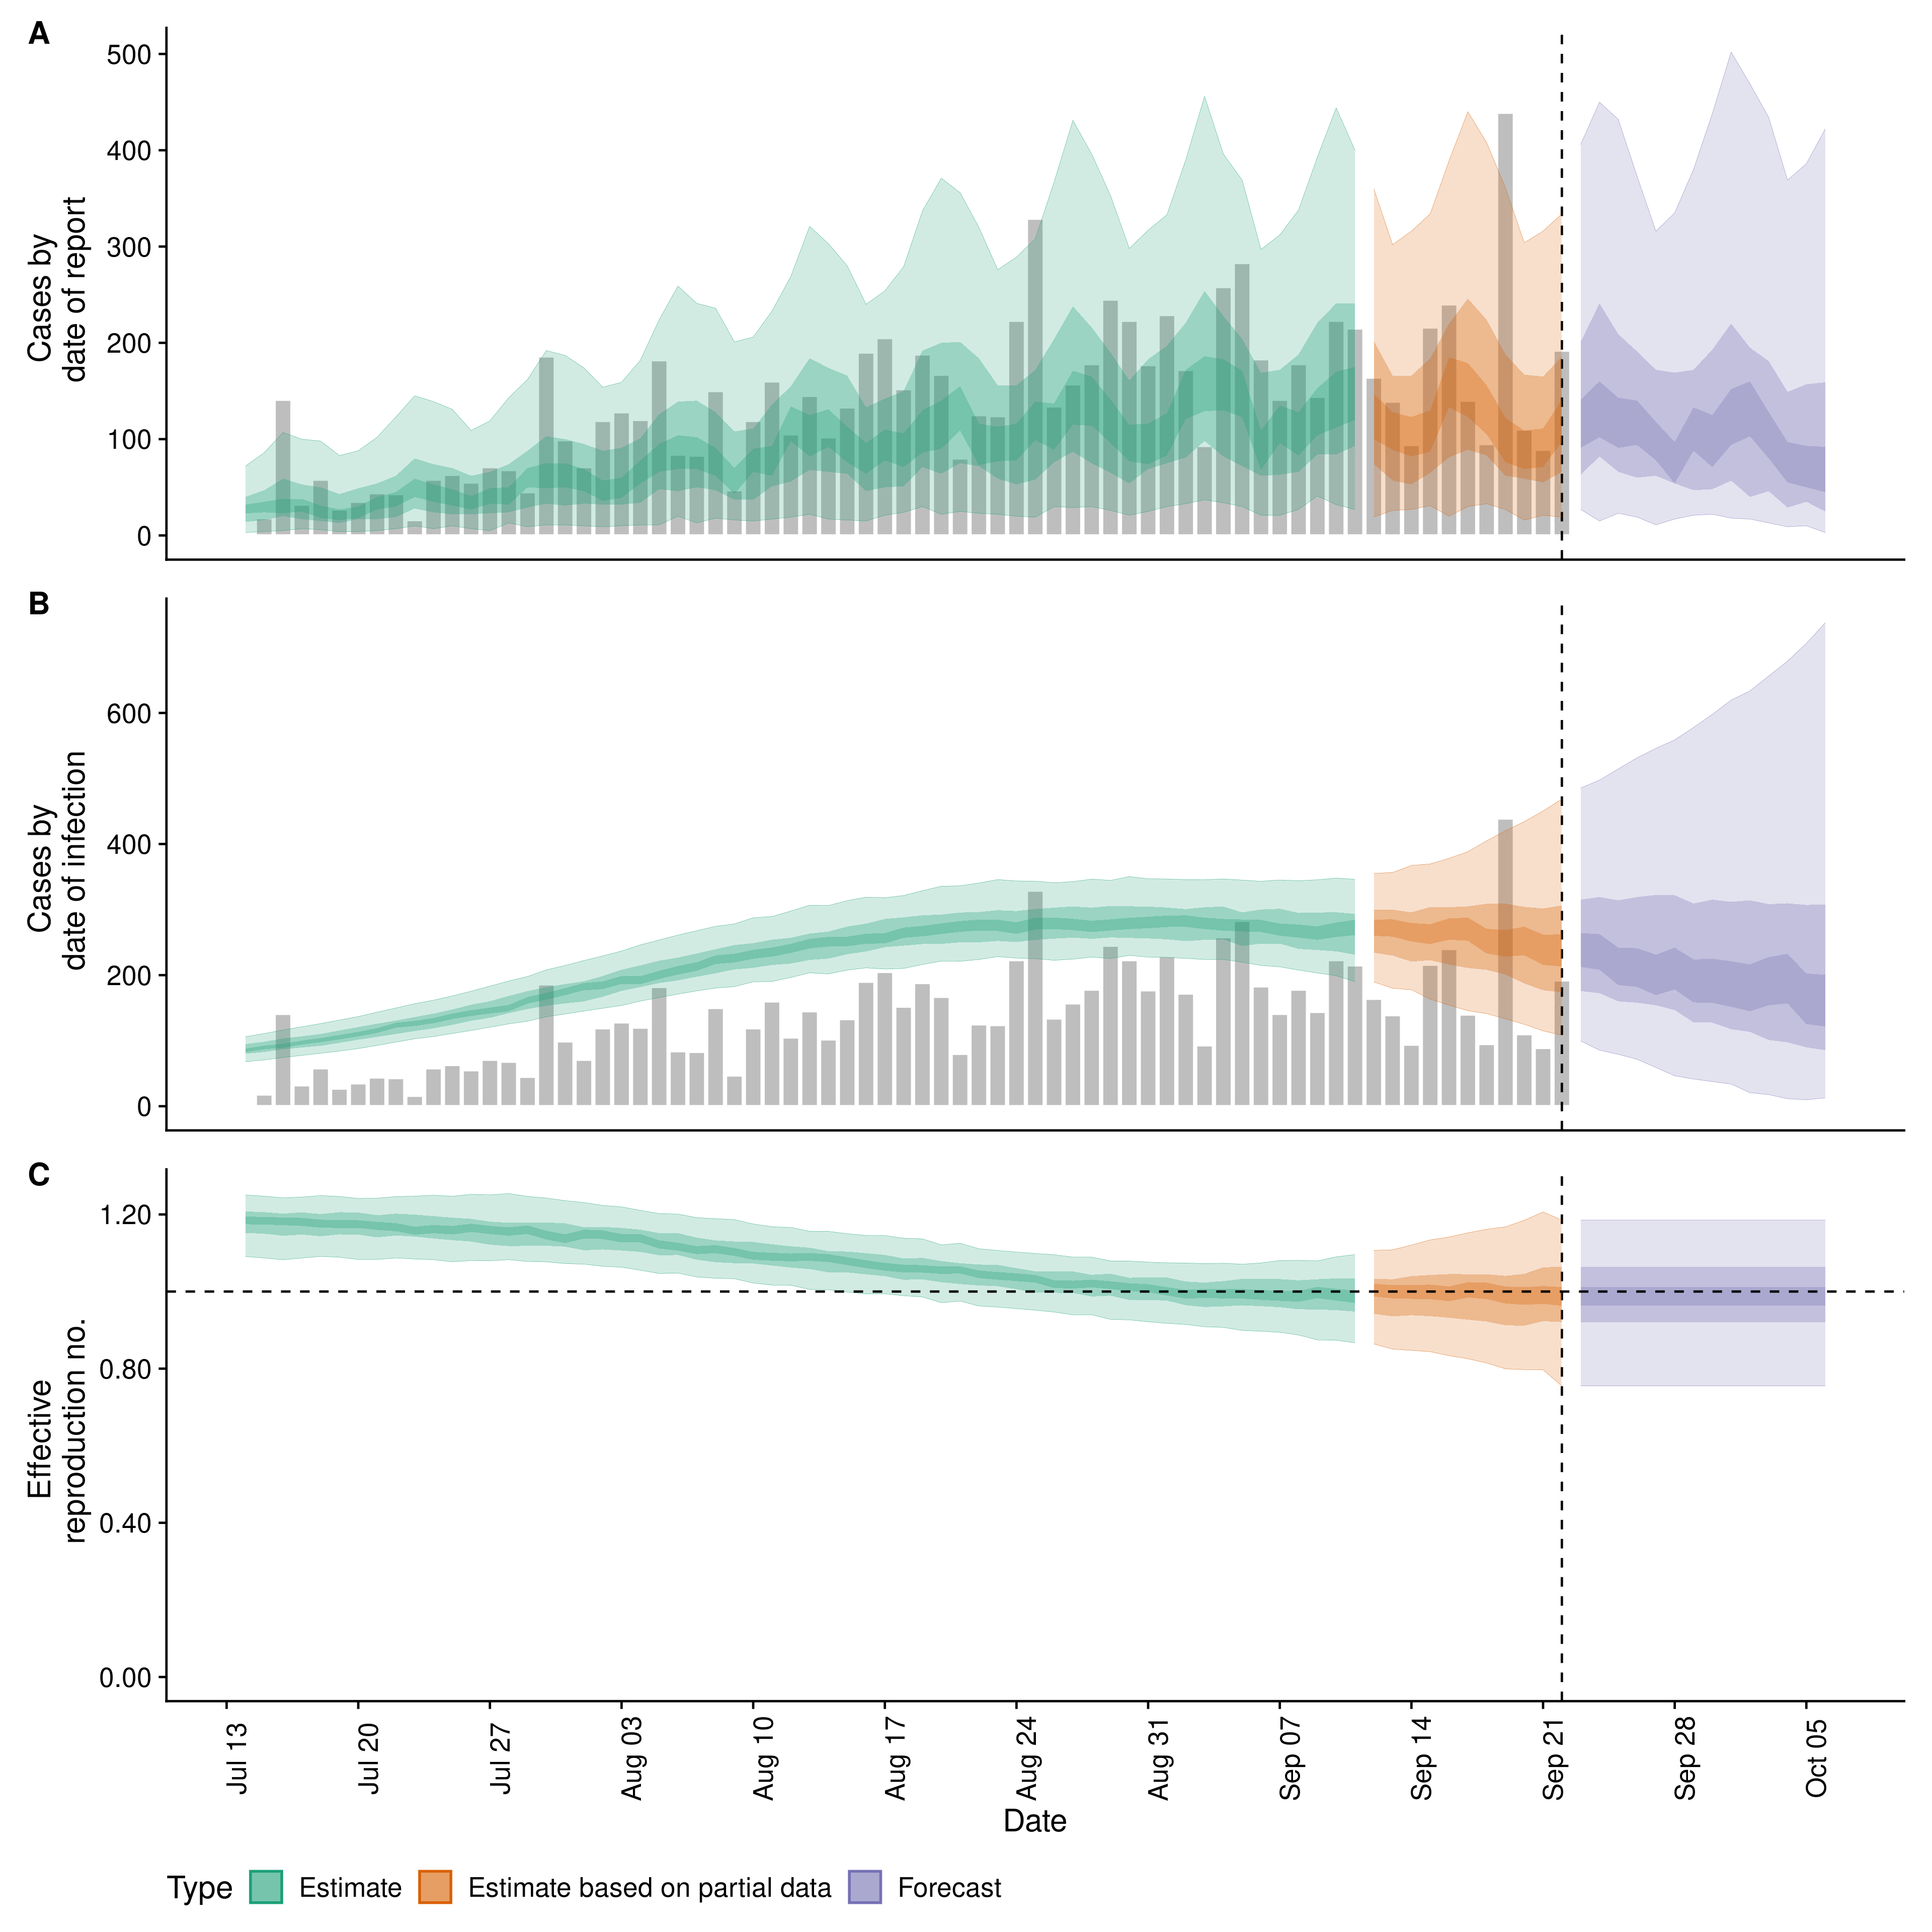 A
500
400
300
200
100
0
Cases by
date of report
B
600
400
200
0
Cases by
date of infection
C
1.20
0.80
0.40
0.00
Effective
reproduction no.
Jul 13
Jul 20
Jul 27
Aug 03
Aug 10
Aug 17
Aug 24
Aug 31
Sep 07
Sep 14
Sep 21
Sep 28
Oct 05
Date
Type Estimate Estimate based on partial data Forecast